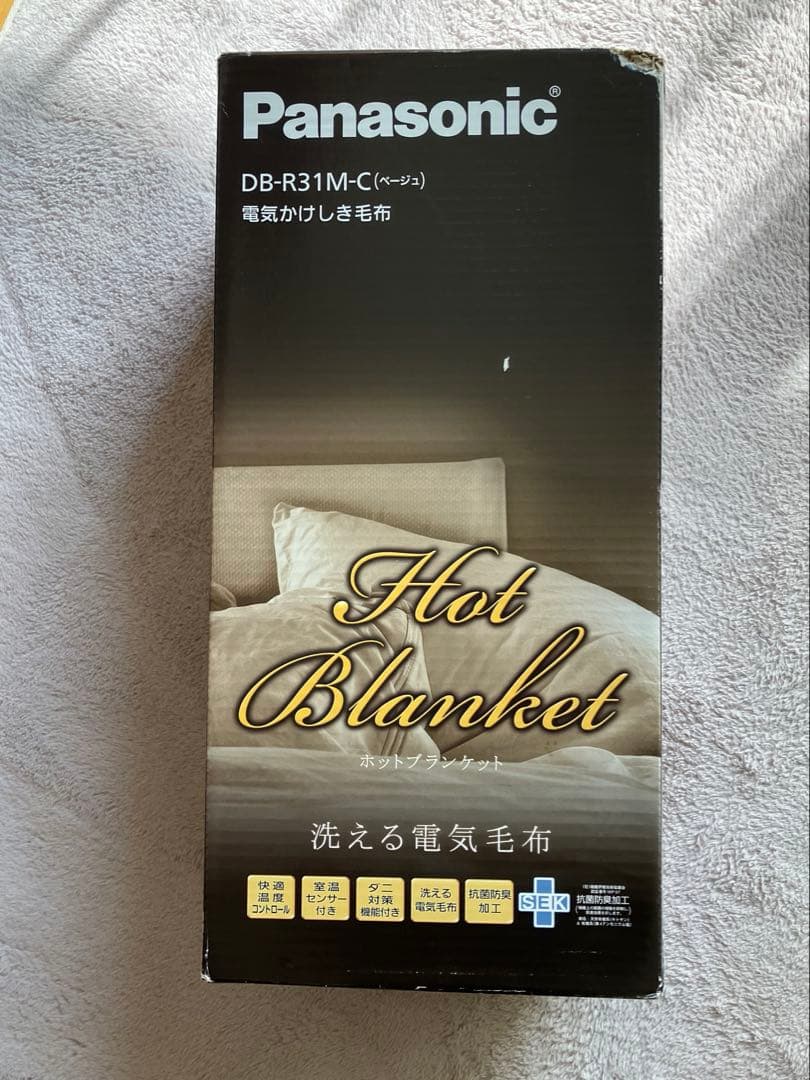 Panasonic®
DB-R31M-C(ベージュ)
電気かけしき毛布
Hot
Blanket
ホットブランケット
洗える電気毛布
快適
温度
コントロール
室温
センサー
付き
ダニ
対策
機能付き
洗える
電気毛布
抗菌防臭
加工
SEK
抗菌防臭加工